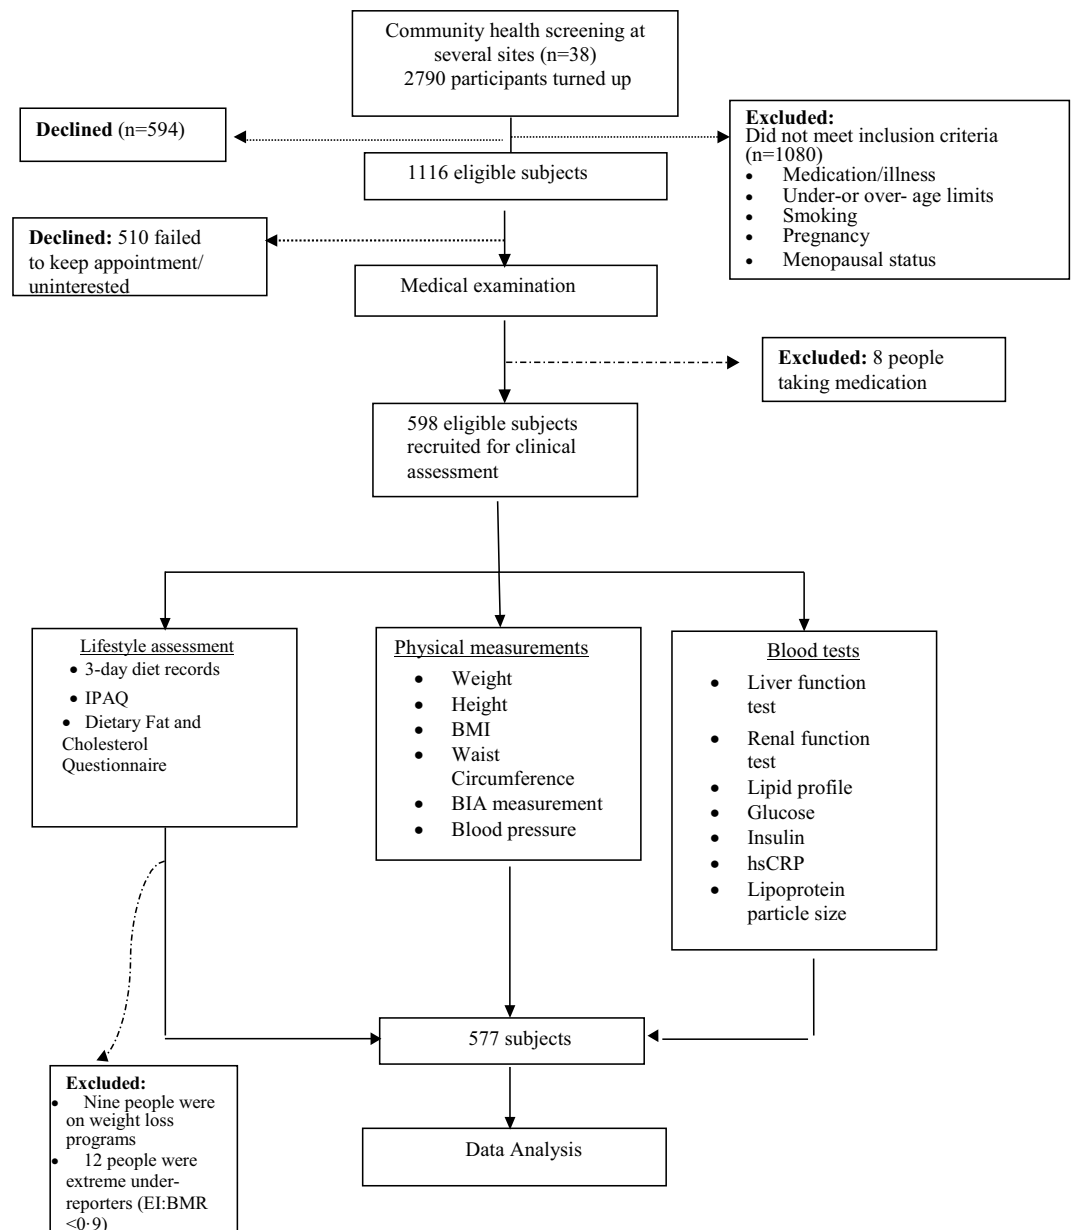 Community health screening at
several sites (n=38)
2790 participants turned up
Declined (n=594)
Excluded:
Did not meet inclusion criteria
(n=1080)
• Medication/illness
• Under-or over- age limits
• Smoking
• Pregnancy
• Menopausal status
1116 eligible subjects
Declined: 510 failed
to keep appointment/
uninterested
Medical examination
Excluded: 8 people
taking medication
598 eligible subjects
recruited for clinical
assessment
Lifestyle assessment
• 3-day diet records
• IPAQ
• Dietary Fat and
Cholesterol
Questionnaire
Physical measurements
• Weight
• Height
• BMI
• Waist
Circumference
• BIA measurement
• Blood pressure
Blood tests
• Liver function
test
• Renal function
test
• Lipid profile
• Glucose
• Insulin
• hsCRP
• Lipoprotein
particle size
577 subjects
Excluded:
• Nine people were
on weight loss
programs
• 12 people were
extreme under-
reporters (EI:BMR
<0·9)
Data Analysis